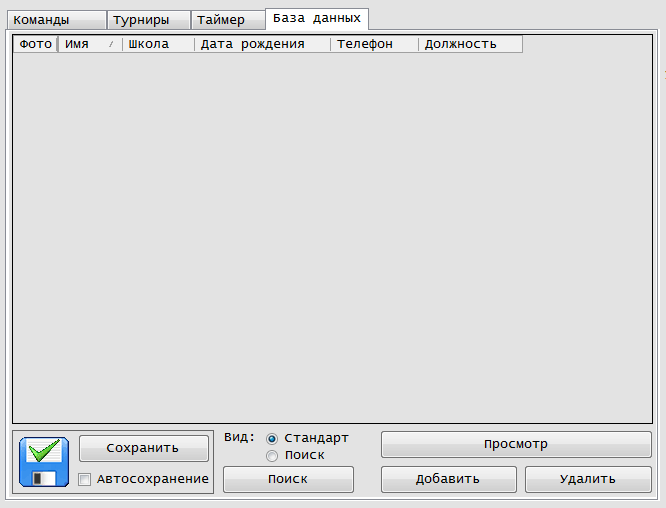 Команды Турниры Таймер База данных
Фото Имя Школа Дата рождения Телефон Должность
Сохранить
Автосохранение
Вид:
Стандарт
Поиск
Поиск
Просмотр
Добавить Удалить